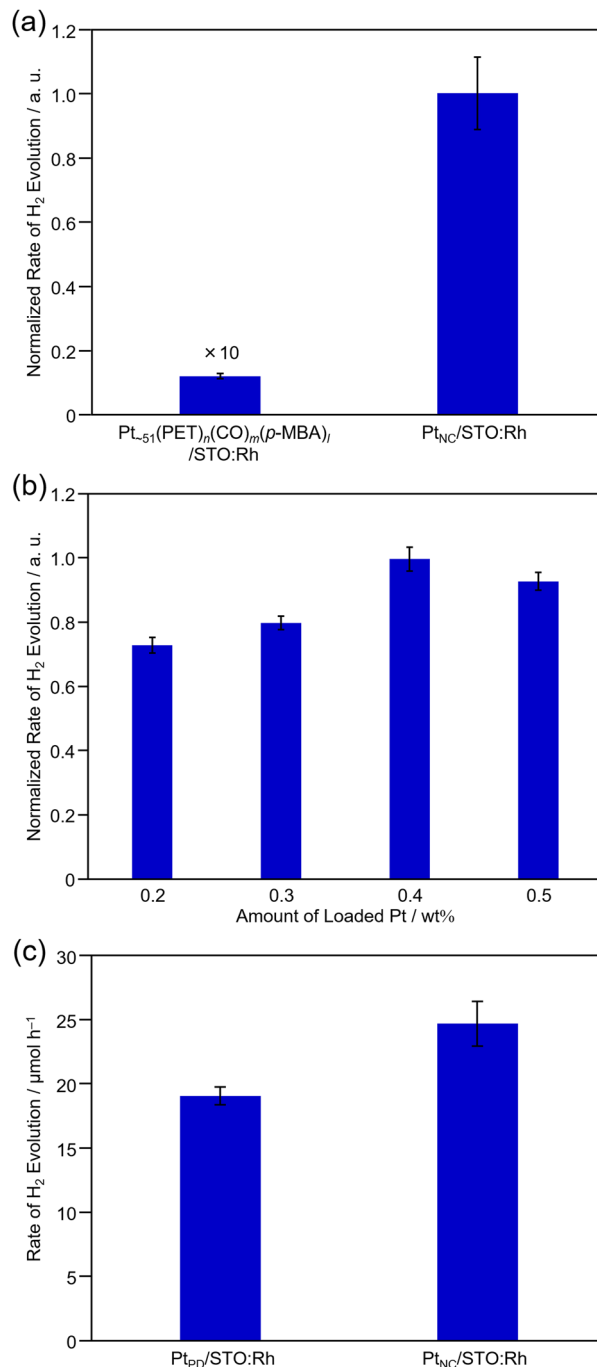 (a)
Normalized Rate of H₂ Evolution / a. u.
1.2
1.0
0.8
0.6
0.4
0.2
0
× 10
Pt~51(PET)n(CO)m(p-MBA)l
/STO:Rh
PtNC/STO:Rh
(b)
Normalized Rate of H₂ Evolution / a. u.
1.2
1.0
0.8
0.6
0.4
0.2
0
0.2
0.3
0.4
0.5
Amount of Loaded Pt / wt%
(c)
Rate of H₂ Evolution / μmol h⁻¹
30
25
20
15
10
5
0
PtPD/STO:Rh
PtNC/STO:Rh